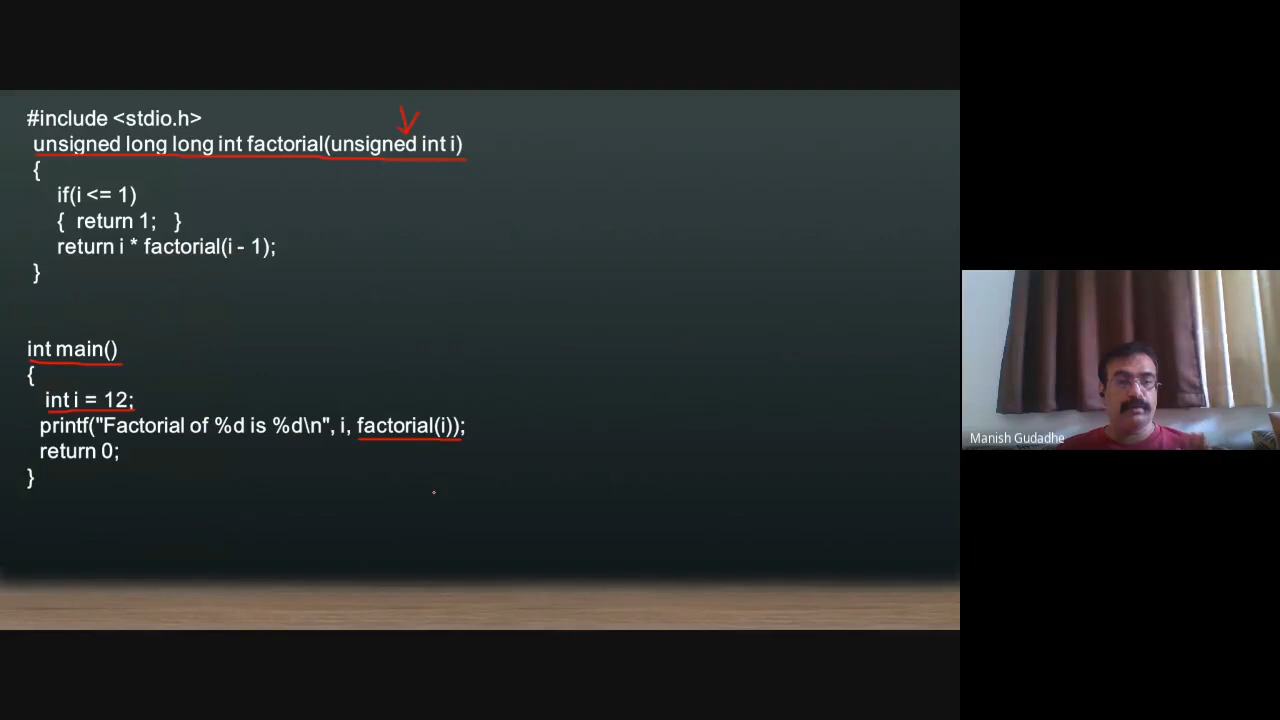 #include <stdio.h>
unsigned long long int factorial(unsigned int i)
{
if(i <= 1)
{ return 1; }
return i * factorial(i - 1);
}
int main()
{
int i = 12;
printf("Factorial of %d is %d\n", i, factorial(i));
return 0;
}
Manish Gudadhe